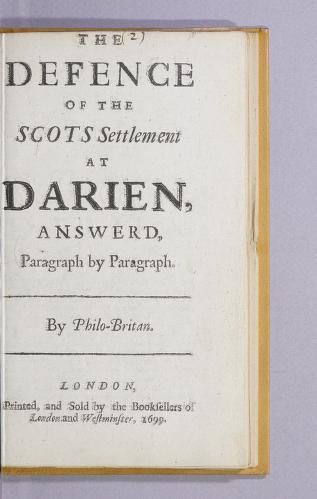 THE (2)
DEFENCE
OF THE
SCOTS Settlement
AT
DARIEN,
ANSWERD,
Paragraph by Paragraph.
By Philo-Britan.
LONDON,
Printed, and Sold by the Bookſellers of
London and Weſtminſter, 1699.